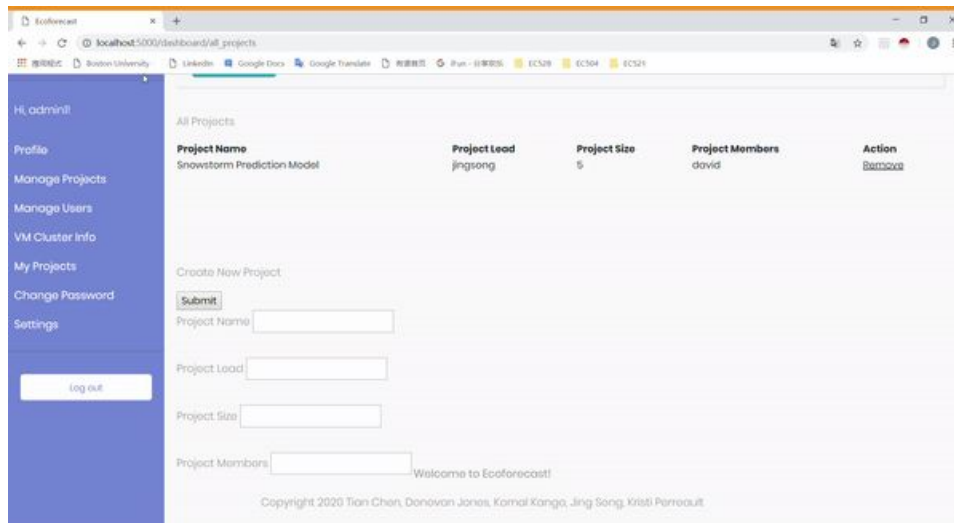 Ecoforecast
localhost:5000/dashboard/all_projects
Boston University LinkedIn Google Docs Google Translate EC528 EC504 EC521
Hi, admin1!
Profile
Manage Projects
Manage Users
VM Cluster Info
My Projects
Change Password
Settings
Log out
All Projects
Project Name Project Lead Project Size Project Members Action
Snowstorm Prediction Model jingsong 5 david Remove
Create New Project
Submit
Project Name
Project Lead
Project Size
Project Members
Welcome to Ecoforecast!
Copyright 2020 Tian Chen, Donovan Jones, Komal Kango, Jing Song, Kristi Perreault